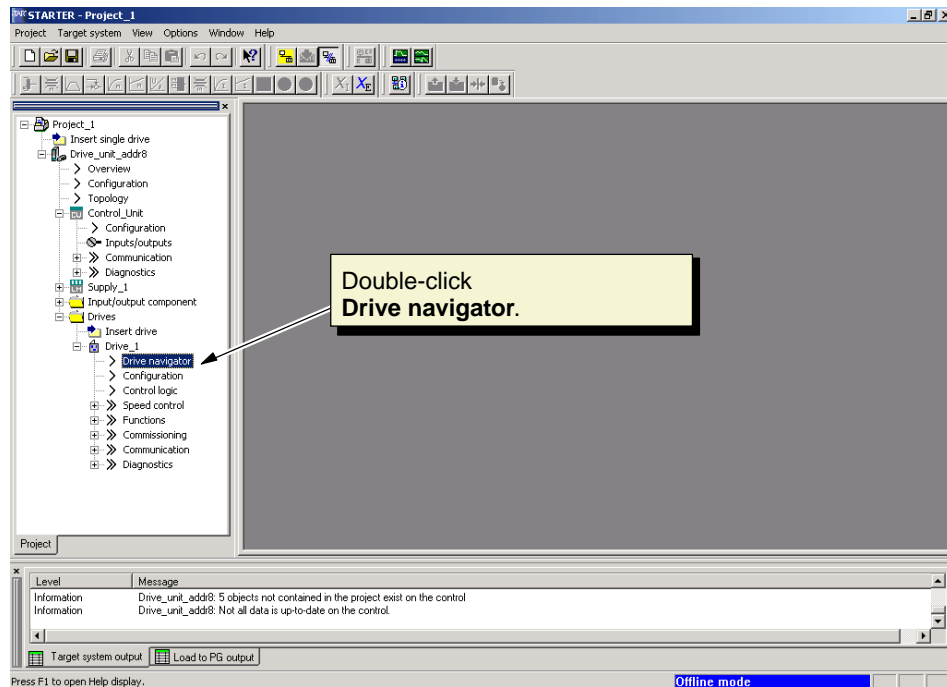 STARTER - Project_1
Project Target system View Options Window Help
Project_1
Insert single drive
Drive_unit_addr8
Overview
Configuration
Topology
Control_Unit
Configuration
Inputs/outputs
Communication
Diagnostics
Supply_1
Input/output component
Drives
Insert drive
Drive_1
Drive navigator
Configuration
Control logic
Speed control
Functions
Commissioning
Communication
Diagnostics
Double-click
Drive navigator.
Project
Level Message
Information Drive_unit_addr8: 5 objects not contained in the project exist on the control
Information Drive_unit_addr8: Not all data is up-to-date on the control.
Target system output Load to PG output
Press F1 to open Help display. Offline mode